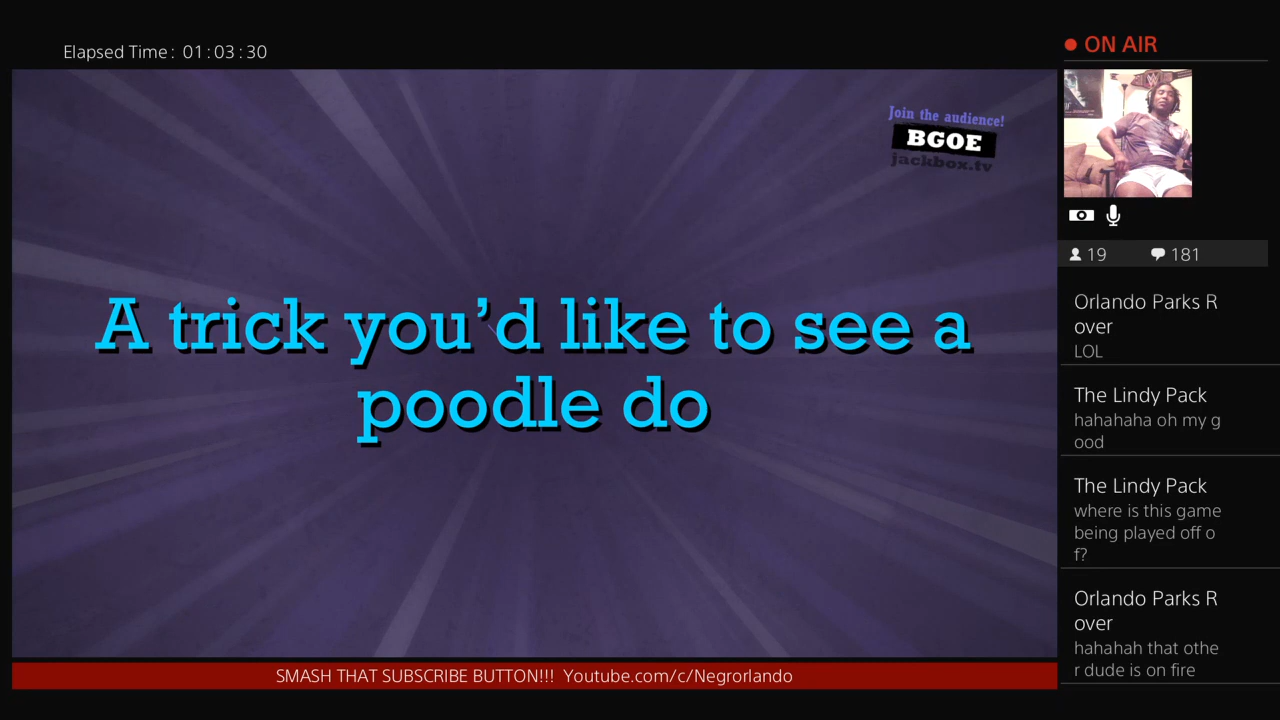 Elapsed Time: 01:03:30
ON AIR
Join the audience!
BGOE
jackbox.tv
A trick you'd like to see a
poodle do
19 181
Orlando Parks R
over
LOL
The Lindy Pack
hahahaha oh my g
ood
The Lindy Pack
where is this game
being played off o
f?
Orlando Parks R
over
hahahah that othe
r dude is on fire
SMASH THAT SUBSCRIBE BUTTON!!! Youtube.com/c/Negrorlando